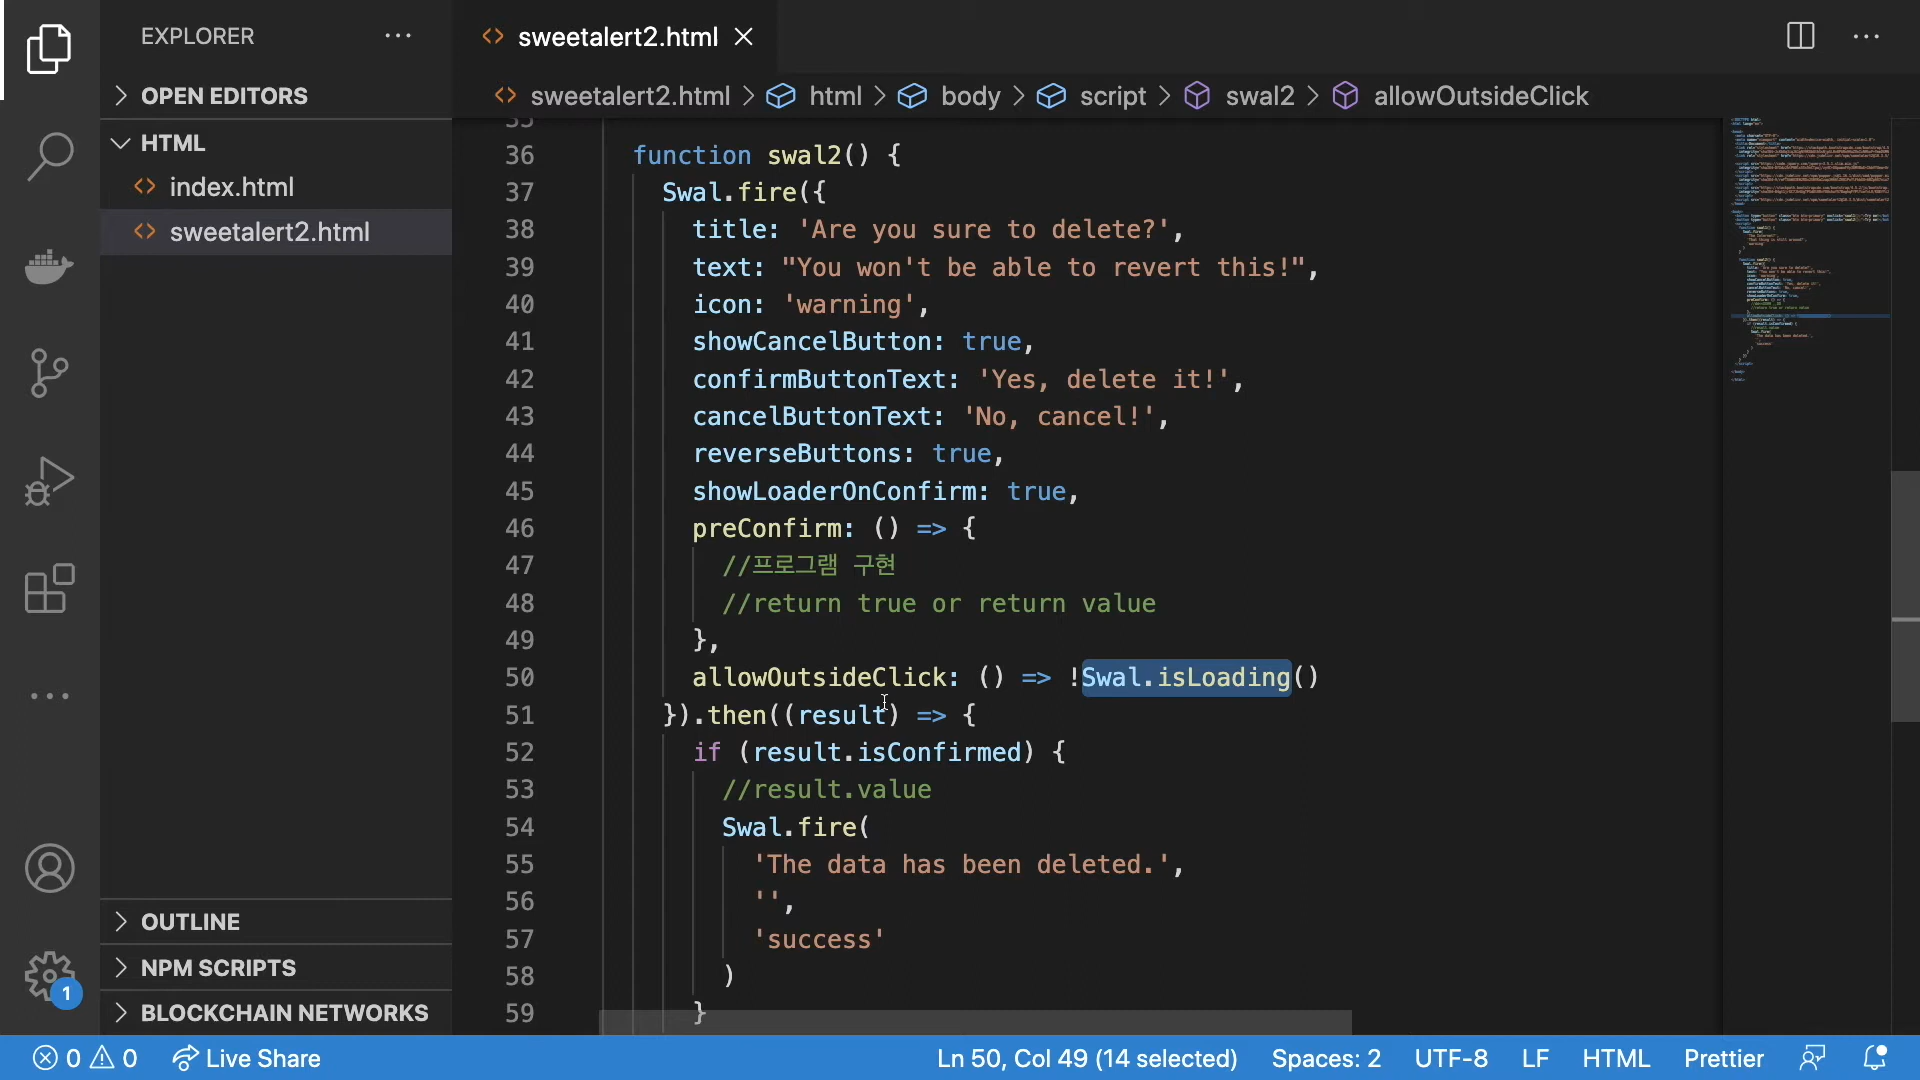 EXPLORER
OPEN EDITORS
HTML
index.html
sweetalert2.html
OUTLINE
NPM SCRIPTS
BLOCKCHAIN NETWORKS
1
sweetalert2.html
sweetalert2.html > html > body > script > swal2 > allowOutsideClick
35
36 function swal2() {
37 Swal.fire({
38 title: 'Are you sure to delete?',
39 text: "You won't be able to revert this!",
40 icon: 'warning',
41 showCancelButton: true,
42 confirmButtonText: 'Yes, delete it!',
43 cancelButtonText: 'No, cancel!',
44 reverseButtons: true,
45 showLoaderOnConfirm: true,
46 preConfirm: () => {
47 //프로그램 구현
48 //return true or return value
49 },
50 allowOutsideClick: () => !Swal.isLoading()
51 }).then((result) => {
52 if (result.isConfirmed) {
53 //result.value
54 Swal.fire(
55 'The data has been deleted.',
56 '',
57 'success'
58 )
59 }
0 0 Live Share Ln 50, Col 49 (14 selected) Spaces: 2 UTF-8 LF HTML Prettier